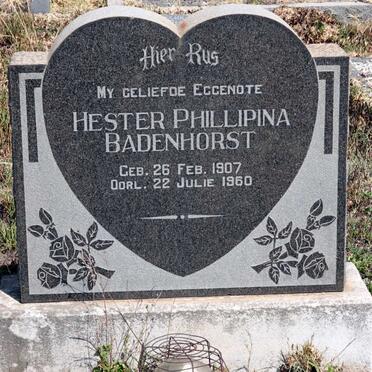 Hier Rus
MY GELIEFDE EGGENOTE
HESTER PHILLIPINA
BADENHORST
GEB. 26 FEB. 1907
OORL. 22 JULIE 1960